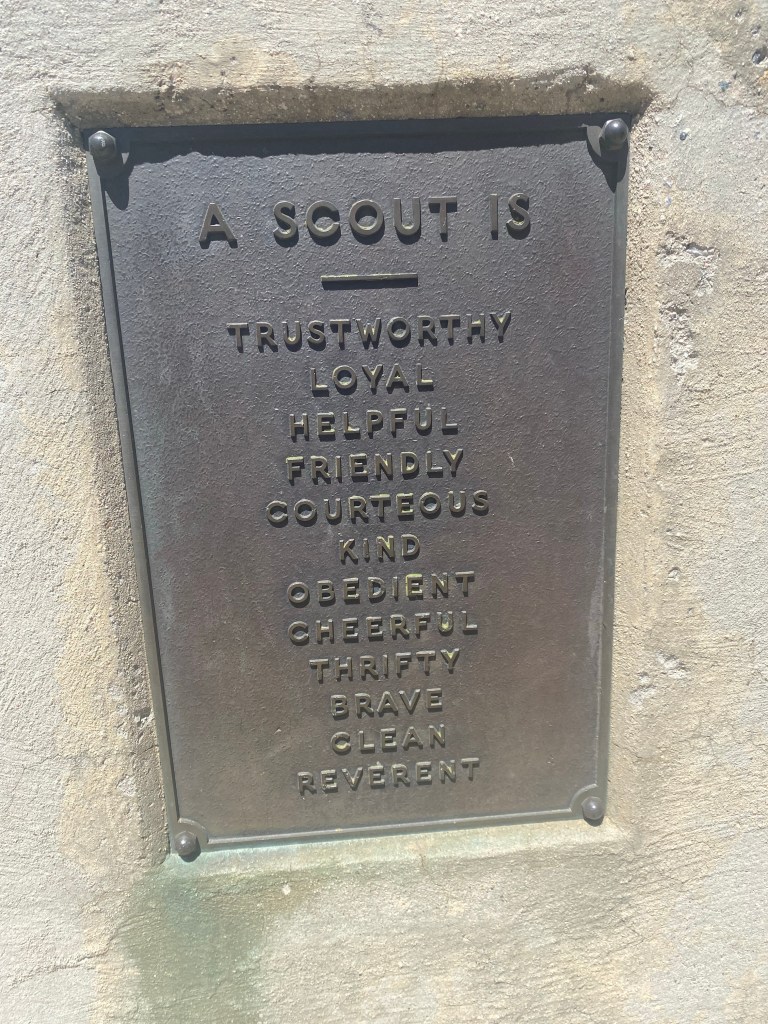 A SCOUT IS
TRUSTWORTHY
LOYAL
HELPFUL
FRIENDLY
COURTEOUS
KIND
OBEDIENT
CHEERFUL
THRIFTY
BRAVE
CLEAN
REVERENT